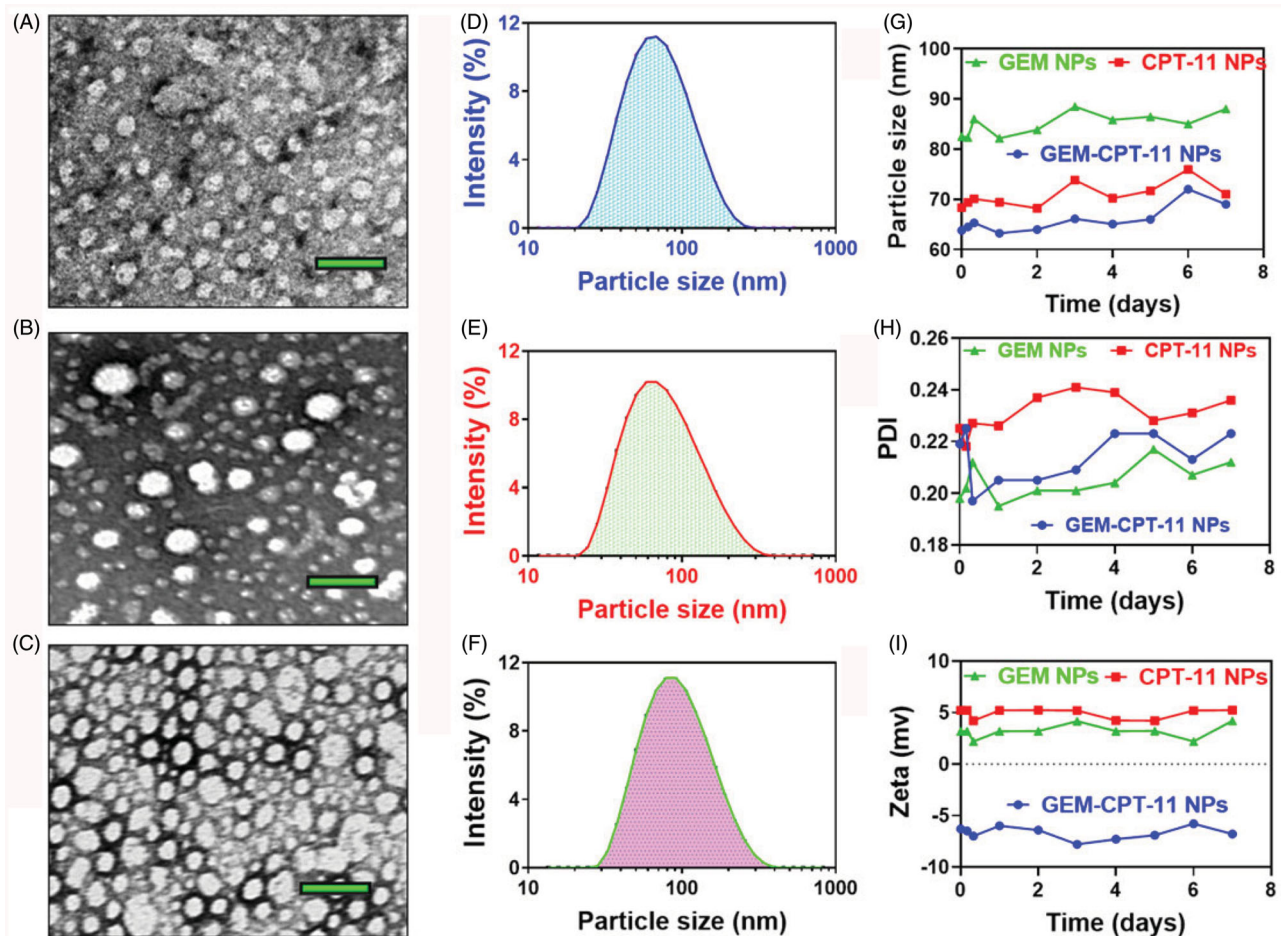 (A)
(B)
(C)
(D)
12
8
4
0
Intensity (%)
10 100 1000
Particle size (nm)
(E)
12
8
4
0
Intensity (%)
10 100 1000
Particle size (nm)
(F)
12
8
4
0
Intensity (%)
10 100 1000
Particle size (nm)
(G)
100
90
80
70
60
Particle size (nm)
GEM NPs CPT-11 NPs
GEM-CPT-11 NPs
0 2 4 6 8
Time (days)
(H)
0.26
0.24
0.22
0.20
0.18
PDI
GEM NPs CPT-11 NPs
GEM-CPT-11 NPs
0 2 4 6 8
Time (days)
(I)
10
5
0
-5
-10
Zeta (mv)
GEM NPs CPT-11 NPs
GEM-CPT-11 NPs
0 2 4 6 8
Time (days)